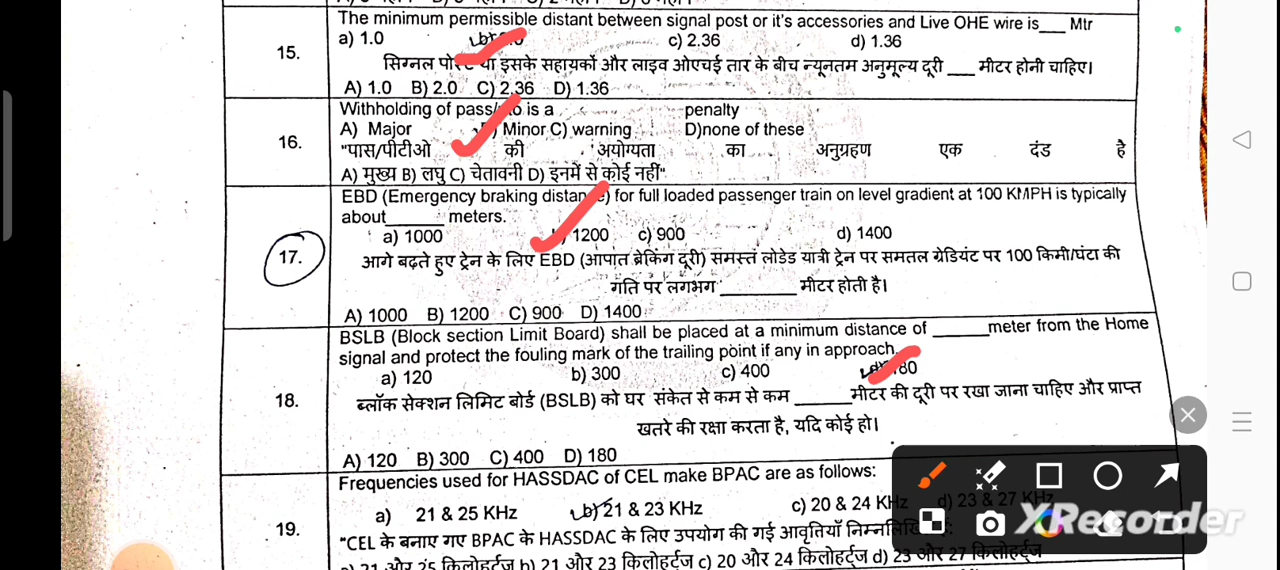 15.
The minimum permissible distant between signal post or it's accessories and Live OHE wire is___ Mtr
a) 1.0 c) 2.36 d) 1.36
सिग्नल पोस्ट या इसके सहायकों और लाइव ओएचई तार के बीच न्यूनतम अनुमूल्य दूरी ___ मीटर होनी चाहिए।
A) 1.0 B) 2.0 C) 2.36 D) 1.36
16.
Withholding of pass/ is a penalty
A) Major Minor C) warning D)none of these
"पास/पीटीओ की अयोग्यता का अनुग्रहण एक दंड है
A) मुख्य B) लघु C) चेतावनी D) इनमें से कोई नहीं"
17.
EBD (Emergency braking distance) for full loaded passenger train on level gradient at 100 KMPH is typically
about______ meters.
a) 1000 1200 c) 900 d) 1400
आगे बढ़ते हुए ट्रेन के लिए EBD (आपात ब्रेकिंग दूरी) समस्त लोडेड यात्री ट्रेन पर समतल ग्रेडियंट पर 100 किमी/घंटा की
गति पर लगभग ________ मीटर होती है।
A) 1000 B) 1200 C) 900 D) 1400
18.
BSLB (Block section Limit Board) shall be placed at a minimum distance of ______meter from the Home
signal and protect the fouling mark of the trailing point if any in approach.
a) 120 b) 300 c) 400 d) 180
ब्लॉक सेक्शन लिमिट बोर्ड (BSLB) को घर संकेत से कम से कम ______मीटर की दूरी पर रखा जाना चाहिए और प्राप्त
खतरे की रक्षा करता है, यदि कोई हो।
A) 120 B) 300 C) 400 D) 180
19.
Frequencies used for HASSDAC of CEL make BPAC are as follows:
a) 21 & 25 KHz b) 21 & 23 KHz c) 20 & 24 KHz d) 23 & 27 KHz
"CEL के बनाए गए BPAC के HASSDAC के लिए उपयोग की गई आवृत्तियाँ
21 और 25 किलोहर्ट्ज b) 21 और 23 किलोहर्ट्ज c) 20 और 24 किलोहर्ट्ज d) 23 और 27 किलोहर्ट्ज
XRecorder